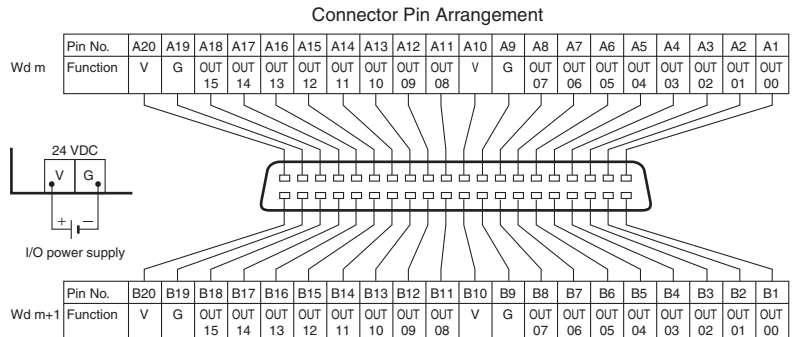 Connector Pin Arrangement
Pin No. A20 A19 A18 A17 A16 A15 A14 A13 A12 A11 A10 A9 A8 A7 A6 A5 A4 A3 A2 A1
Wd m Function V G OUT 15 OUT 14 OUT 13 OUT 12 OUT 11 OUT 10 OUT 09 OUT 08 V G OUT 07 OUT 06 OUT 05 OUT 04 OUT 03 OUT 02 OUT 01 OUT 00
24 VDC
V G
+ −
I/O power supply
Pin No. B20 B19 B18 B17 B16 B15 B14 B13 B12 B11 B10 B9 B8 B7 B6 B5 B4 B3 B2 B1
Wd m+1 Function V G OUT 15 OUT 14 OUT 13 OUT 12 OUT 11 OUT 10 OUT 09 OUT 08 V G OUT 07 OUT 06 OUT 05 OUT 04 OUT 03 OUT 02 OUT 01 OUT 00